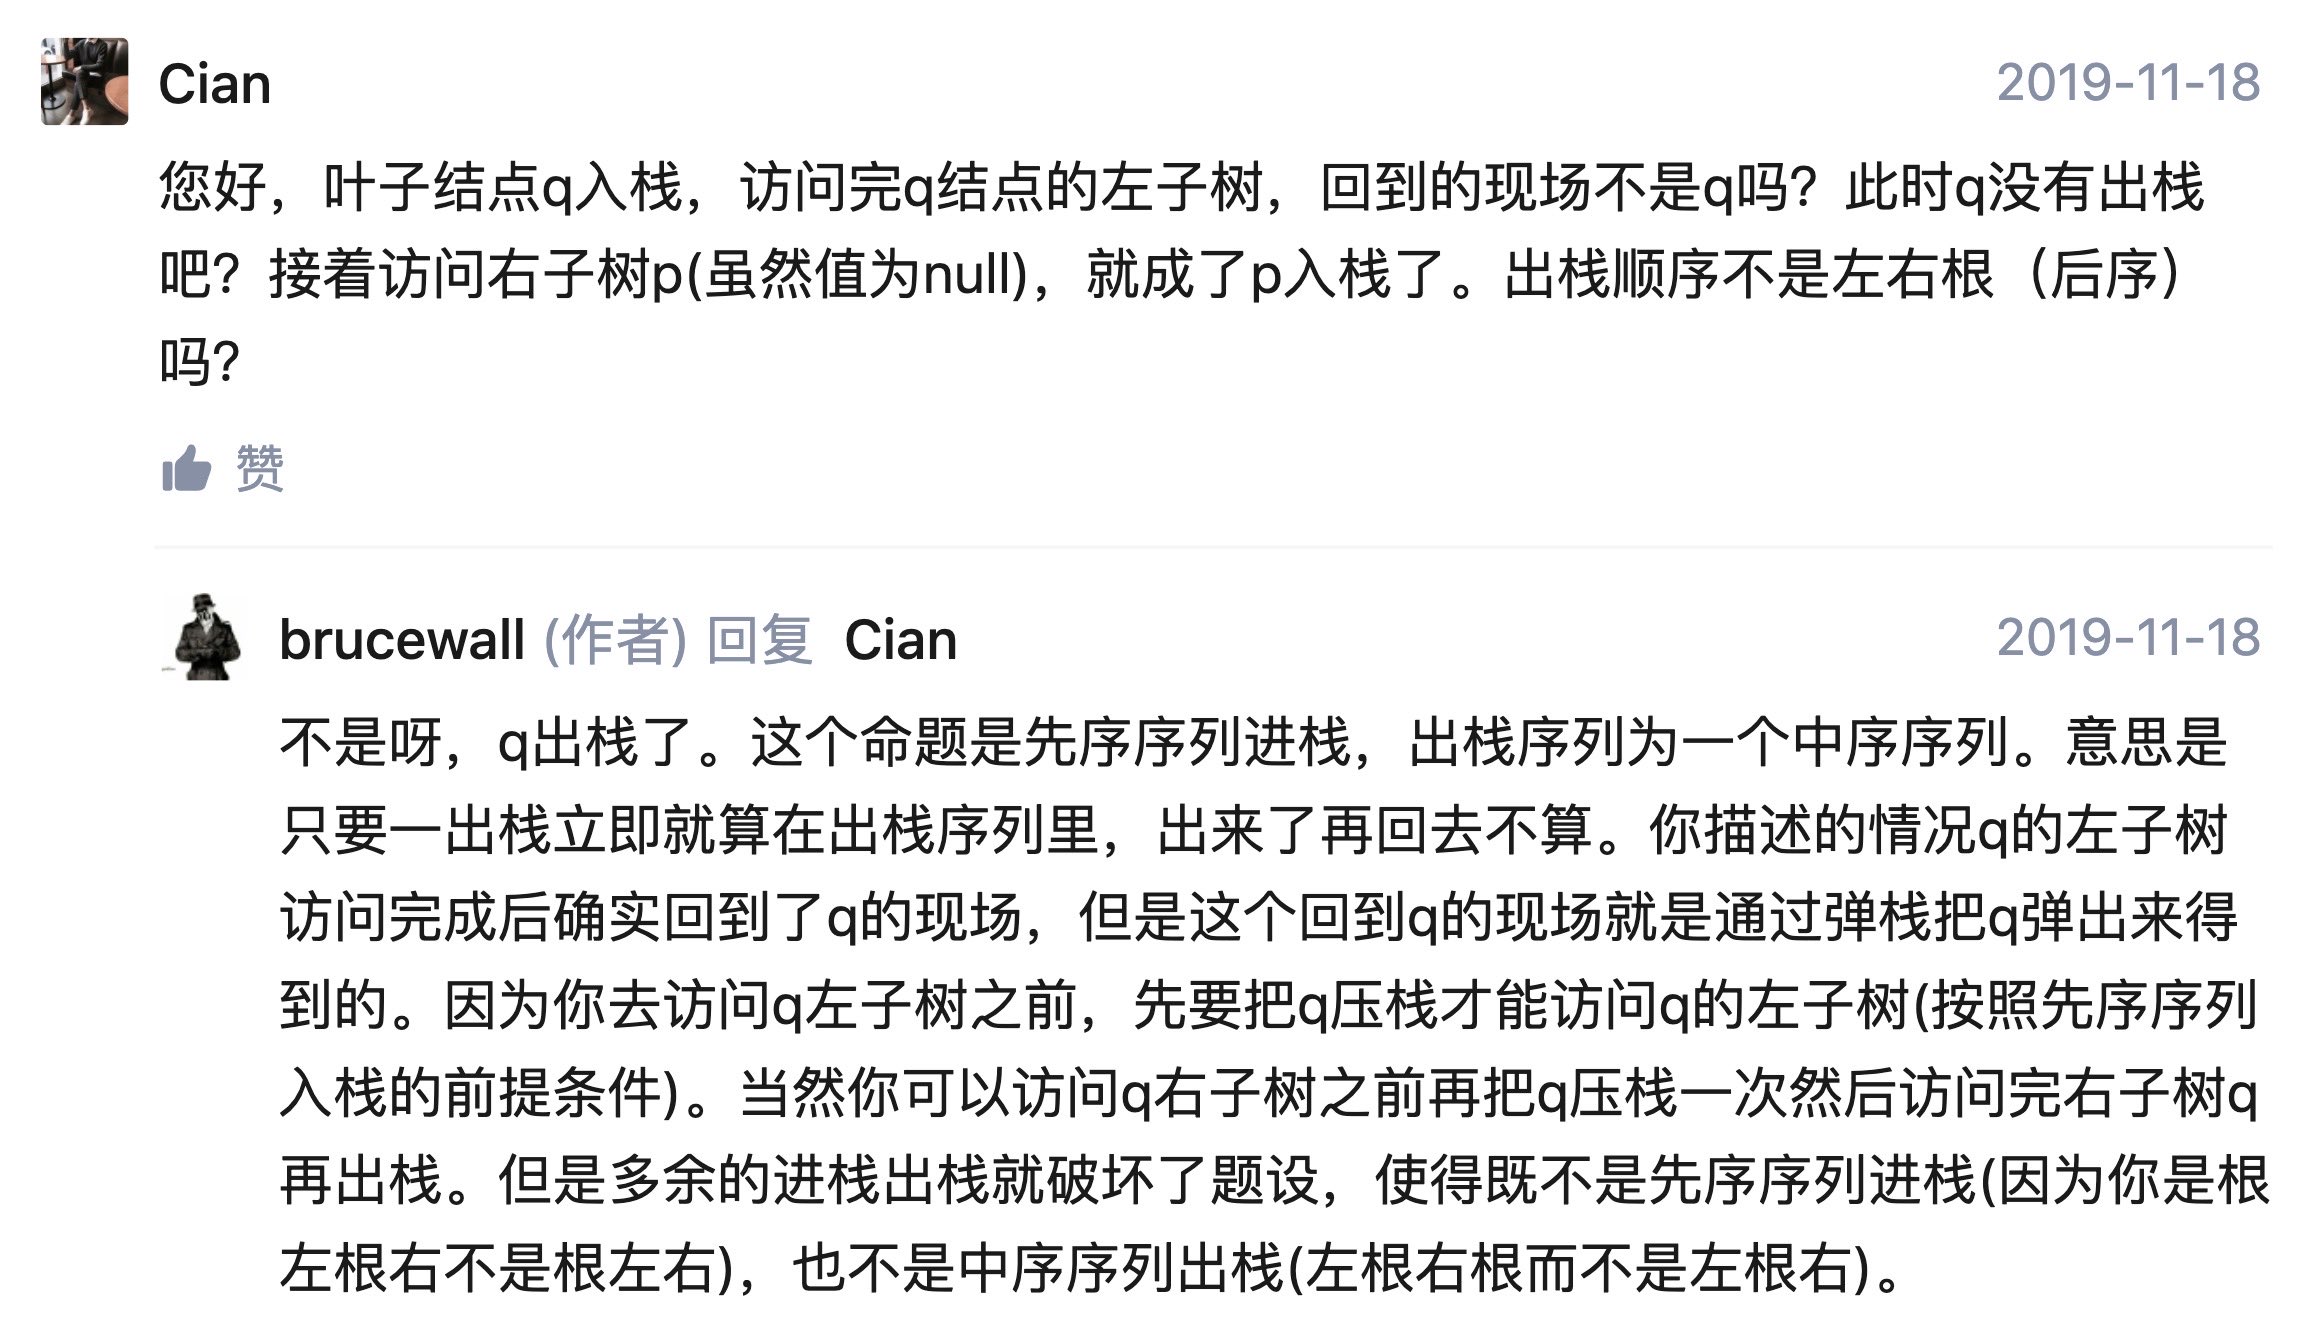 Cian 2019-11-18
您好，叶子结点q入栈，访问完q结点的左子树，回到的现场不是q吗？此时q没有出栈
吧？接着访问右子树p(虽然值为null)，就成了p入栈了。出栈顺序不是左右根（后序）
吗？
赞
brucewall (作者) 回复 Cian 2019-11-18
不是呀，q出栈了。这个命题是先序序列进栈，出栈序列为一个中序序列。意思是
只要一出栈立即就算在出栈序列里，出来了再回去不算。你描述的情况q的左子树
访问完成后确实回到了q的现场，但是这个回到q的现场就是通过弹栈把q弹出来得
到的。因为你去访问q左子树之前，先要把q压栈才能访问q的左子树(按照先序序列
入栈的前提条件)。当然你可以访问q右子树之前再把q压栈一次然后访问完右子树q
再出栈。但是多余的进栈出栈就破坏了题设，使得既不是先序序列进栈(因为你是根
左根右不是根左右)，也不是中序序列出栈(左根右根而不是左根右)。